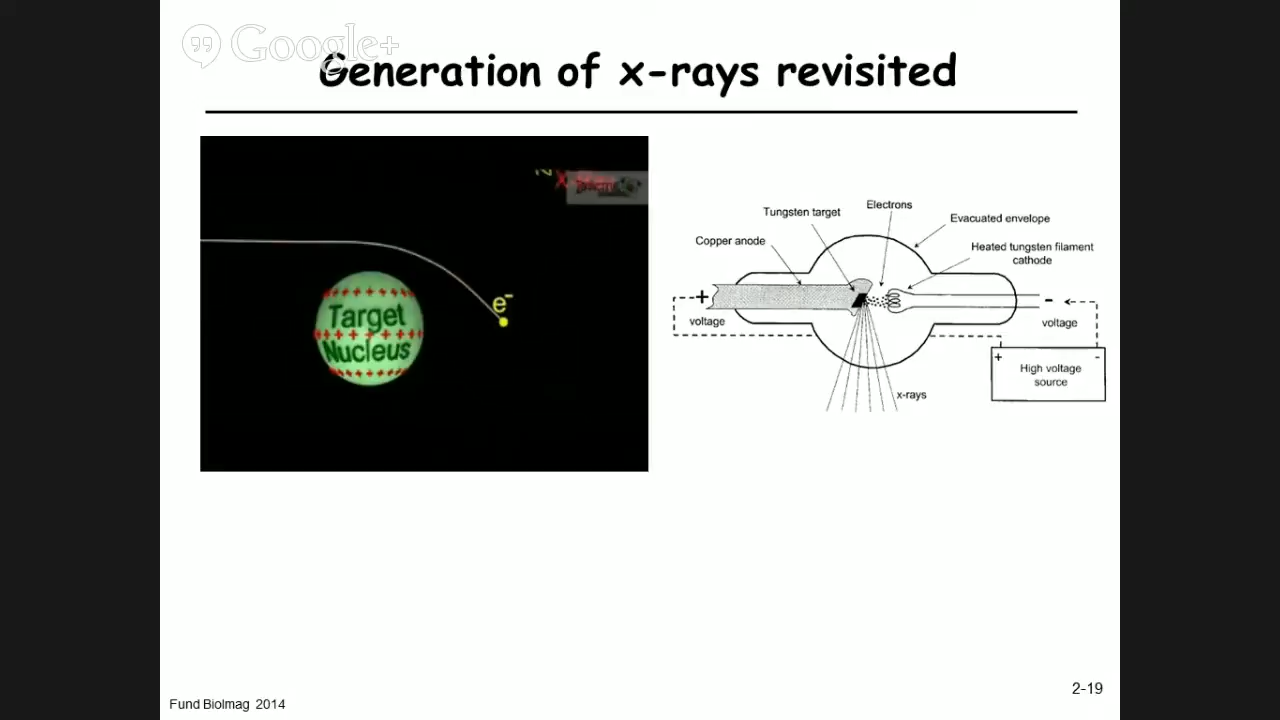 Google+
Generation of x-rays revisited
Target
Nucleus
e-
Tungsten target
Electrons
Evacuated envelope
Copper anode
Heated tungsten filament
cathode
+
-
voltage
voltage
+
-
High voltage
source
x-rays
2-19
Fund BioImag 2014